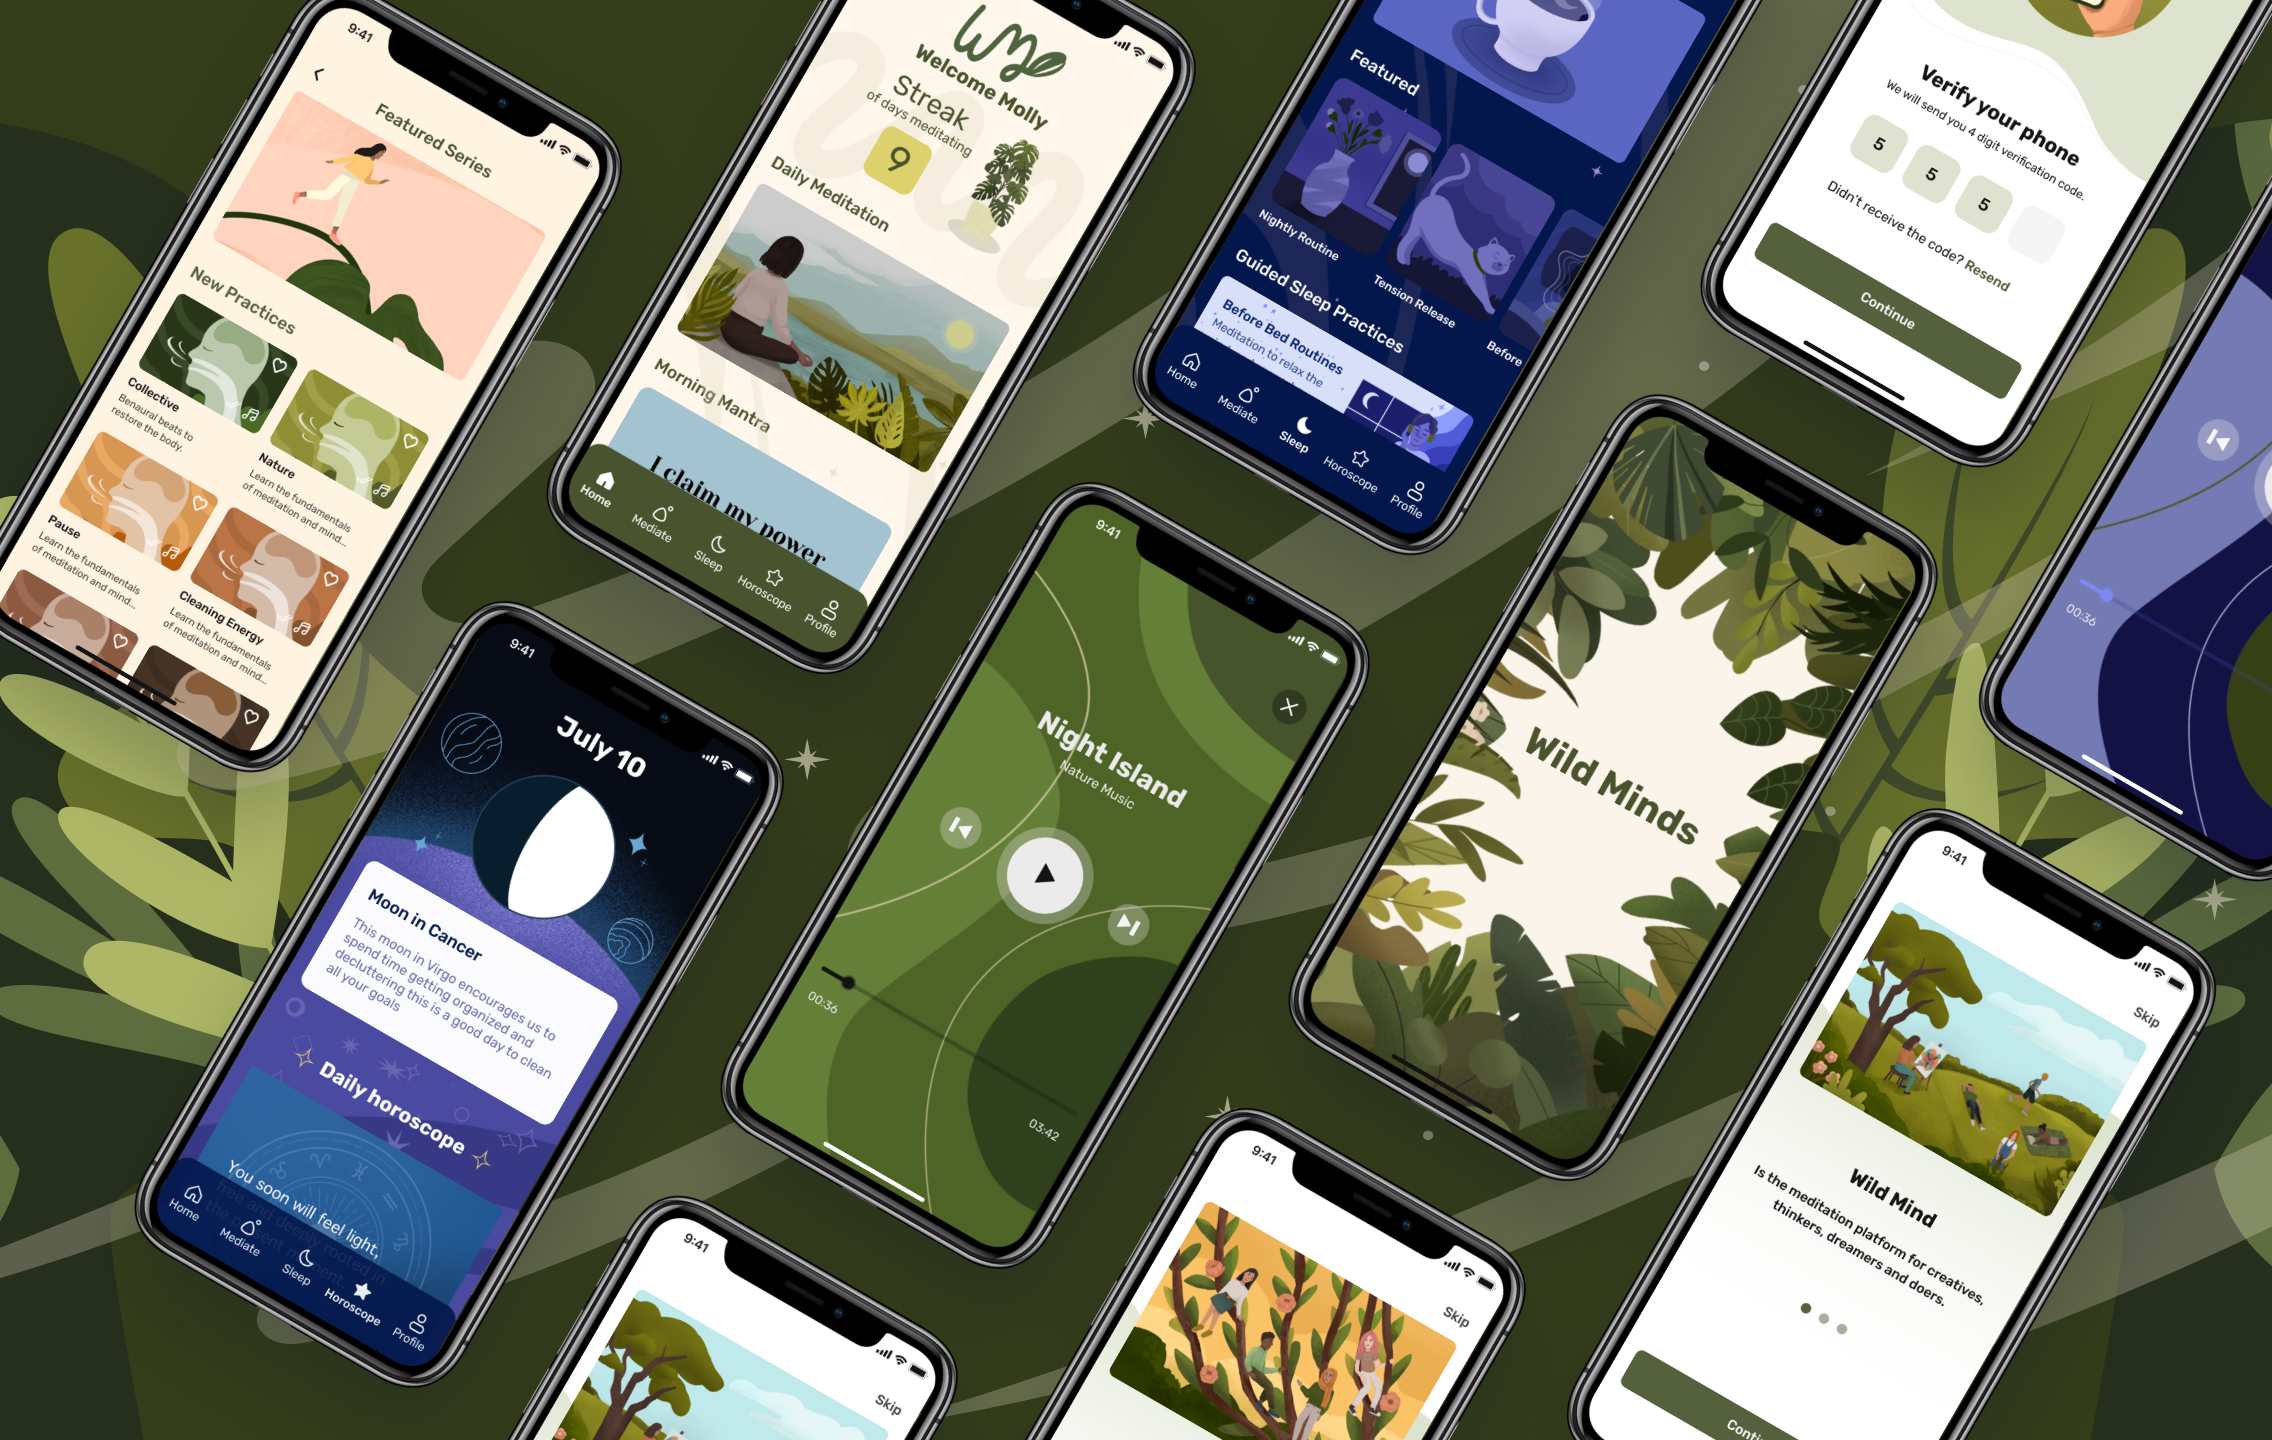 9:41
Featured Series
New Practices
Collective
Benaural beats to
restore the body.
Nature
Learn the fundamentals
of meditation and mind...
Pause
Learn the fundamentals
of meditation and mind...
Cleaning Energy
Learn the fundamentals
of meditation and mind...
Welcome Molly
Streak
of days meditating
9
Daily Meditation
Morning Mantra
I claim my power
Home
Mediate
Sleep
Horoscope
Profile
Featured
Nightly Routine
Tension Release
Before
Guided Sleep Practices
Before Bed Routines
Meditation to relax the
Home
Mediate
Sleep
Horoscope
Profile
Verify your phone
We will send you 4 digit verification code.
5
5
5
Didn't receive the code? Resend
Continue
00:36
9:41
July 10
Moon in Cancer
This moon in Virgo encourages us to
spend time getting organized and
decluttering this is a good day to clean
all your goals
Daily horoscope
You soon will feel light,
free and deeply rooted in
Home
Mediate
Sleep
Horoscope
Profile
9:41
Night Island
Nature Music
00:36
03:42
Wild Minds
9:41
Skip
Wild Mind
Is the meditation platform for creatives,
thinkers, dreamers and doers.
9:41
Skip
9:41
Skip